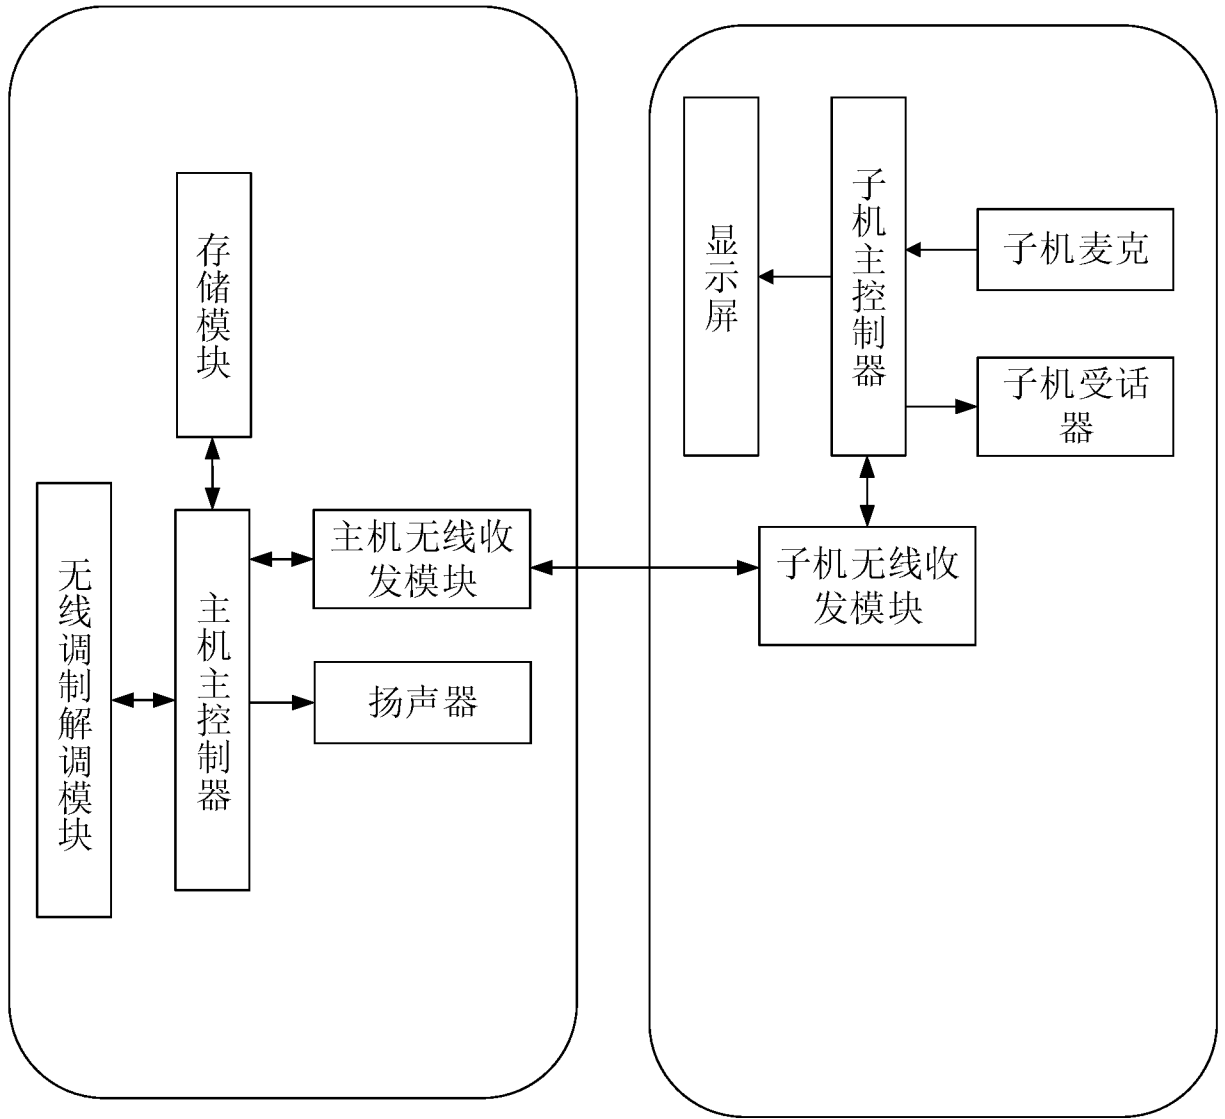 存储模块
无线调制解调模块
主机主控制器
主机无线收
发模块
扬声器
显示屏
子机主控制器
子机麦克
子机受话
器
子机无线收
发模块